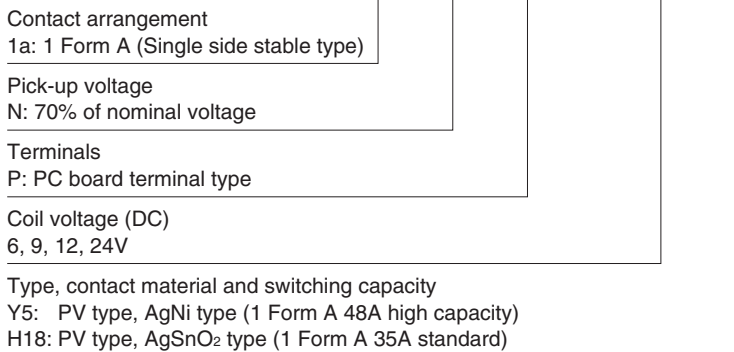 Contact arrangement
1a: 1 Form A (Single side stable type)
Pick-up voltage
N: 70% of nominal voltage
Terminals
P: PC board terminal type
Coil voltage (DC)
6, 9, 12, 24V
Type, contact material and switching capacity
Y5: PV type, AgNi type (1 Form A 48A high capacity)
H18: PV type, AgSnO2 type (1 Form A 35A standard)